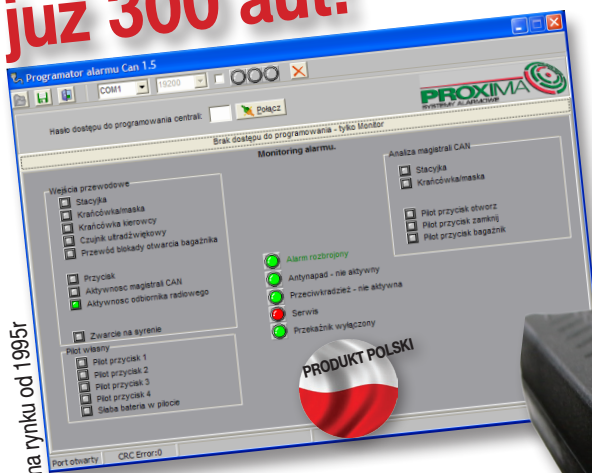 już 300 aut!
Programator alarmu Can 1.5
COM1
19200
PROXIMA
SYSTEMY ALARMOWE
Hasło dostępu do programowania centrali:
Połącz
Brak dostępu do programowania - tylko Monitor
Monitoring alarmu.
Wejścia przewodowe
Stacyjka
Krańcówka/maska
Krańcówka kierowcy
Czujnik ultradźwiękowy
Przewód blokady otwarcia bagażnika
Przycisk
Aktywnosc magistrali CAN
Aktywnosc odbiornika radiowego
Zwarcie na syrenie
Pilot własny
Pilot przycisk 1
Pilot przycisk 2
Pilot przycisk 3
Pilot przycisk 4
Słaba bateria w pilocie
Alarm rozbrojony
Antynapad - nie aktywny
Przeciwkradzież - nie aktywna
Serwis
Przekaźnik wyłączony
Analiza magistrali CAN
Stacyjka
Krańcówka/maska
Pilot przycisk otworz
Pilot przycisk zamknij
Pilot przycisk bagażnik
PRODUKT POLSKI
Port otwarty
CRC Error:0
na rynku od 1995r